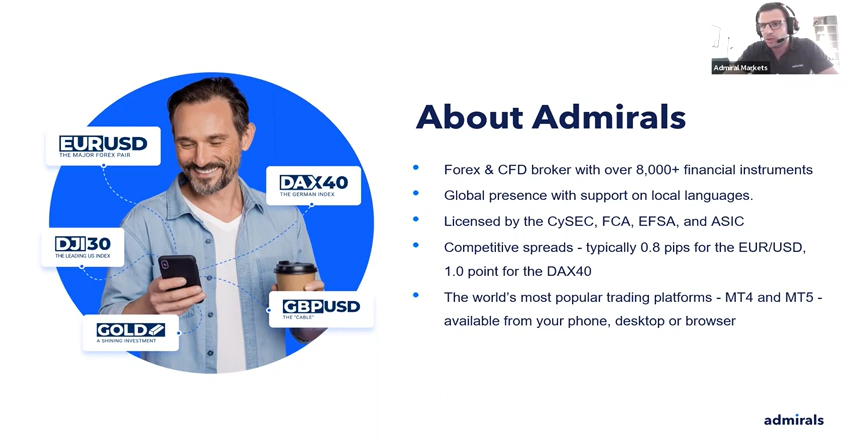 Admiral Markets
About Admirals
EURUSD
THE MAJOR FOREX PAIR
DAX40
THE GERMAN INDEX
DJI30
THE LEADING US INDEX
GBPUSD
THE "CABLE"
GOLD
A SHINING INVESTMENT
• Forex & CFD broker with over 8,000+ financial instruments
• Global presence with support on local languages.
• Licensed by the CySEC, FCA, EFSA, and ASIC
• Competitive spreads - typically 0.8 pips for the EUR/USD,
1.0 point for the DAX40
• The world’s most popular trading platforms - MT4 and MT5 -
available from your phone, desktop or browser
admirals